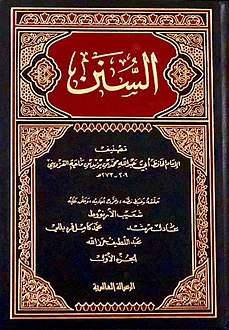 السُّنَن
تصنيف
الإمام الحافظ أبي عبد الله محمد بن يزيد بن ماجه القزويني
٢٠٩ - ٢٧٣هـ
حققه وضبط نصه، وخرج أحاديثه، وعلق عليه
شعيب الأرنؤوط
عادل مرشد محمد كامل قره بللي
عبد اللطيف حرز الله
الجزء الأول
الرسالة العالمية